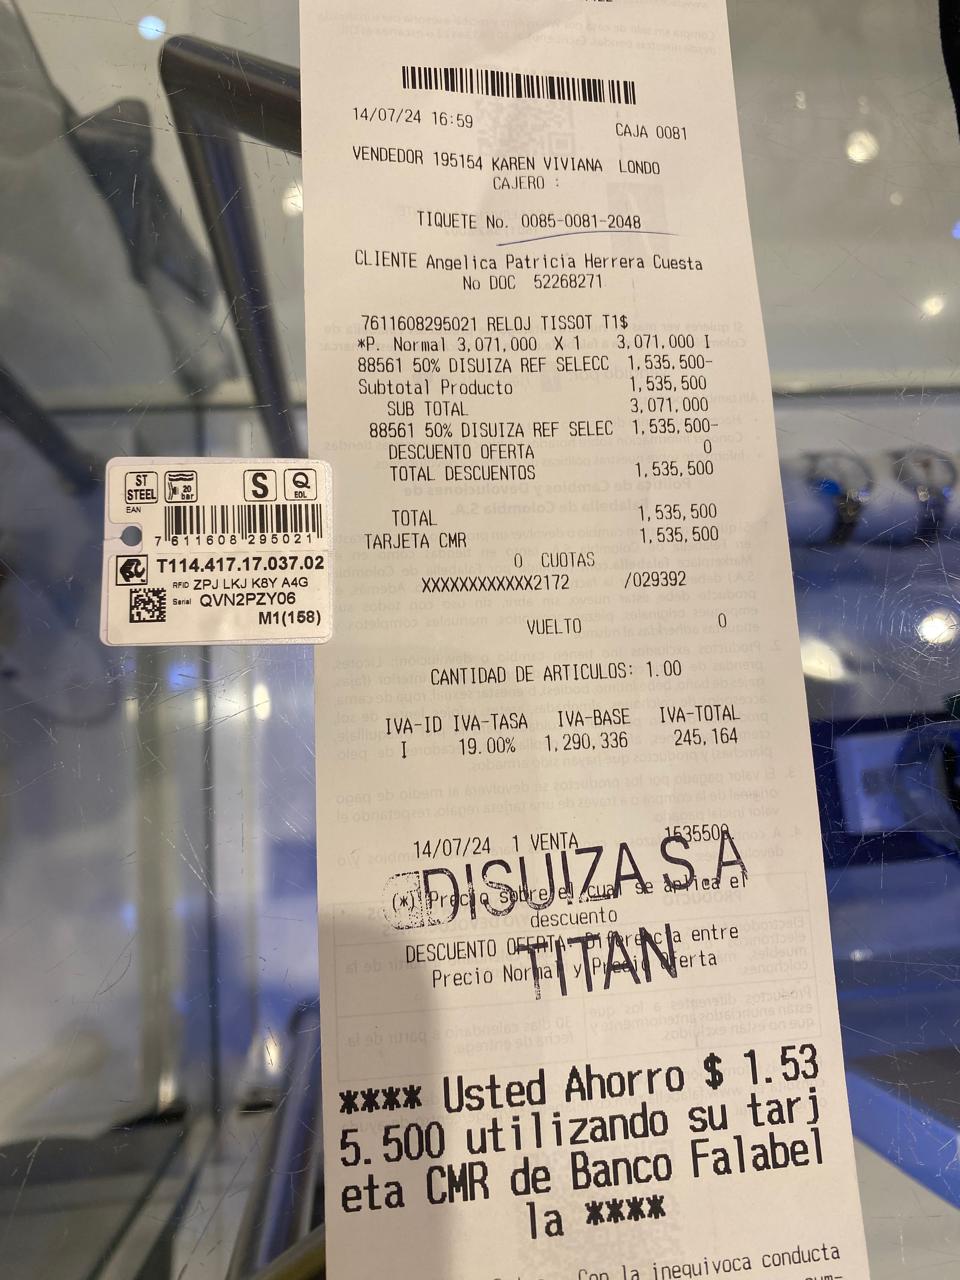 14/07/24 16:59
CAJA 0081
VENDEDOR 195154 KAREN VIVIANA LONDO
CAJERO :
TIQUETE No. 0085-0081-2048
CLIENTE Angelica Patricia Herrera Cuesta
No DOC 52268271
7611608295021 RELOJ TISSOT T1$
*P. Normal 3,071,000 X 1 3,071,000 I
88561 50% DISUIZA REF SELECC 1,535,500-
Subtotal Producto 1,535,500
SUB TOTAL 3,071,000
88561 50% DISUIZA REF SELEC 1,535,500-
DESCUENTO OFERTA 0
TOTAL DESCUENTOS 1,535,500
TOTAL 1,535,500
TARJETA CMR 1,535,500
0 CUOTAS
XXXXXXXXXXXX2172 /029392
VUELTO 0
CANTIDAD DE ARTICULOS: 1.00
IVA-ID IVA-TASA IVA-BASE IVA-TOTAL
I 19.00% 1,290,336 245,164
14/07/24 1 VENTA 1535500
DISUIZA S A
(*) Precio sobre el cual se aplica el
descuento
TITAN
DESCUENTO OFERTA- Diferencia entre
Precio Normal y Precio Oferta
**** Usted Ahorro $ 1.53
5.500 utilizando su tarj
eta CMR de Banco Falabel
la ****
Con la inequivoca conducta
ST
STEEL
20
bar
S
Q
EOL
EAN
7 611608 295021
T114.417.17.037.02
RFID ZPJ LKJ K8Y A4G
Serial QVN2PZY06
M1(158)